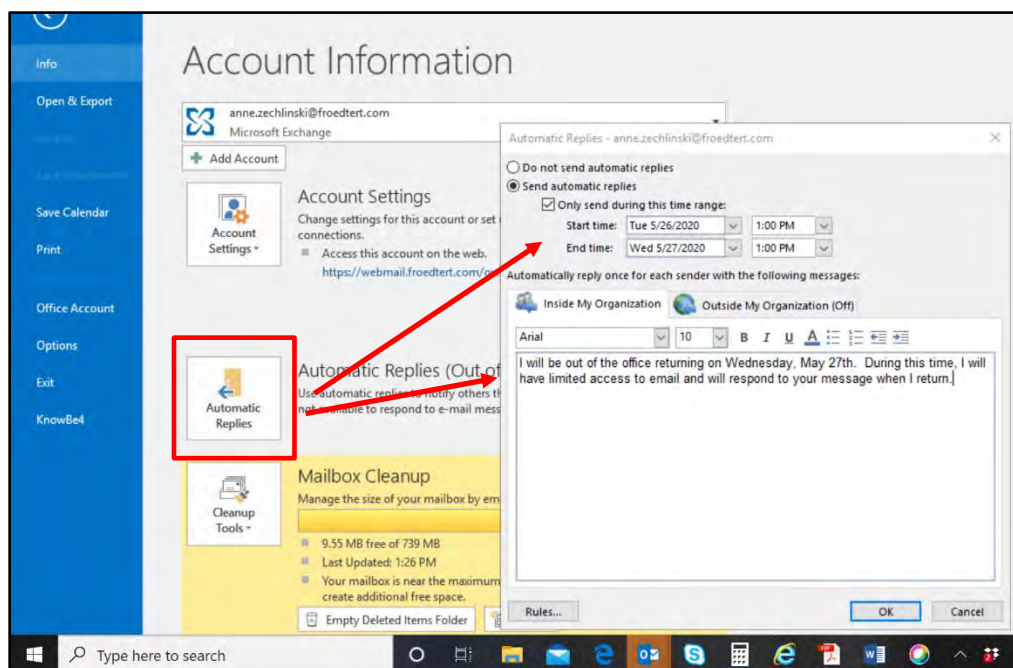 Info
Open & Export
Save Calendar
Print
Office Account
Options
Exit
KnowBe4
Account Information
anne.zechlinski@froedtert.com
Microsoft Exchange
Add Account
Account
Settings
Account Settings
Change settings for this account or set
connections.
Access this account on the web.
https://webmail.froedtert.com/
Automatic
Replies
Automatic Replies (Out of
Use automatic replies to notify others
not available to respond to e-mail mess
Cleanup
Tools
Mailbox Cleanup
Manage the size of your mailbox by em
9.55 MB free of 739 MB
Last Updated: 1:26 PM
Your mailbox is near the maximum
create additional free space.
Empty Deleted Items Folder
Automatic Replies - anne.zechlinski@froedtert.com
Do not send automatic replies
Send automatic replies
Only send during this time range:
Start time: Tue 5/26/2020 1:00 PM
End time: Wed 5/27/2020 1:00 PM
Automatically reply once for each sender with the following messages:
Inside My Organization Outside My Organization (Off)
Arial 10 B I U A
I will be out of the office returning on Wednesday, May 27th. During this time, I will
have limited access to email and will respond to your message when I return.
Rules... OK Cancel
Type here to search